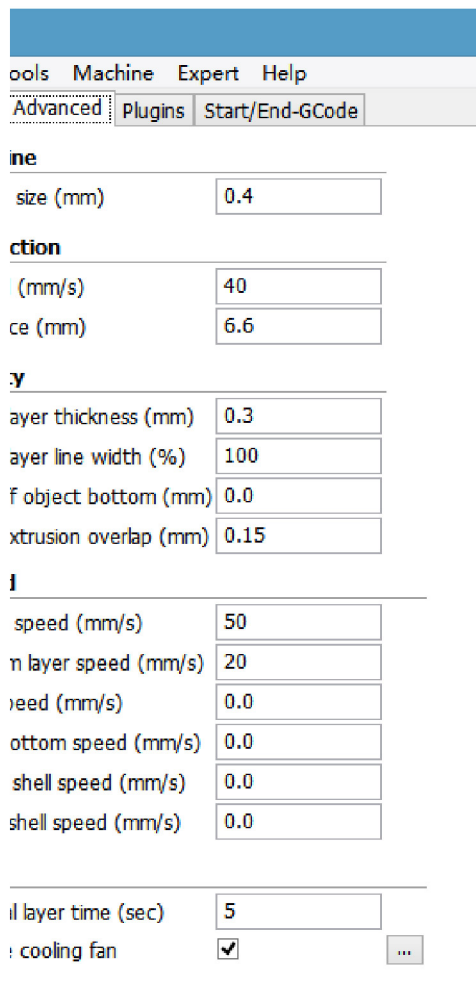 ools Machine Expert Help
Advanced Plugins Start/End-GCode
ine
size (mm) 0.4
ction
(mm/s) 40
ce (mm) 6.6
ty
ayer thickness (mm) 0.3
ayer line width (%) 100
f object bottom (mm) 0.0
xtrusion overlap (mm) 0.15
d
speed (mm/s) 50
m layer speed (mm/s) 20
peed (mm/s) 0.0
ottom speed (mm/s) 0.0
shell speed (mm/s) 0.0
shell speed (mm/s) 0.0
al layer time (sec) 5
e cooling fan ...